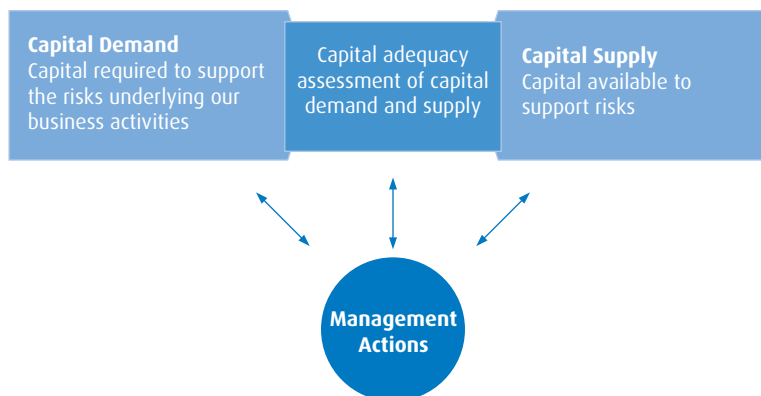 Capital Demand
Capital required to support
the risks underlying our
business activities
Capital adequacy
assessment of capital
demand and supply
Capital Supply
Capital available to
support risks
Management
Actions